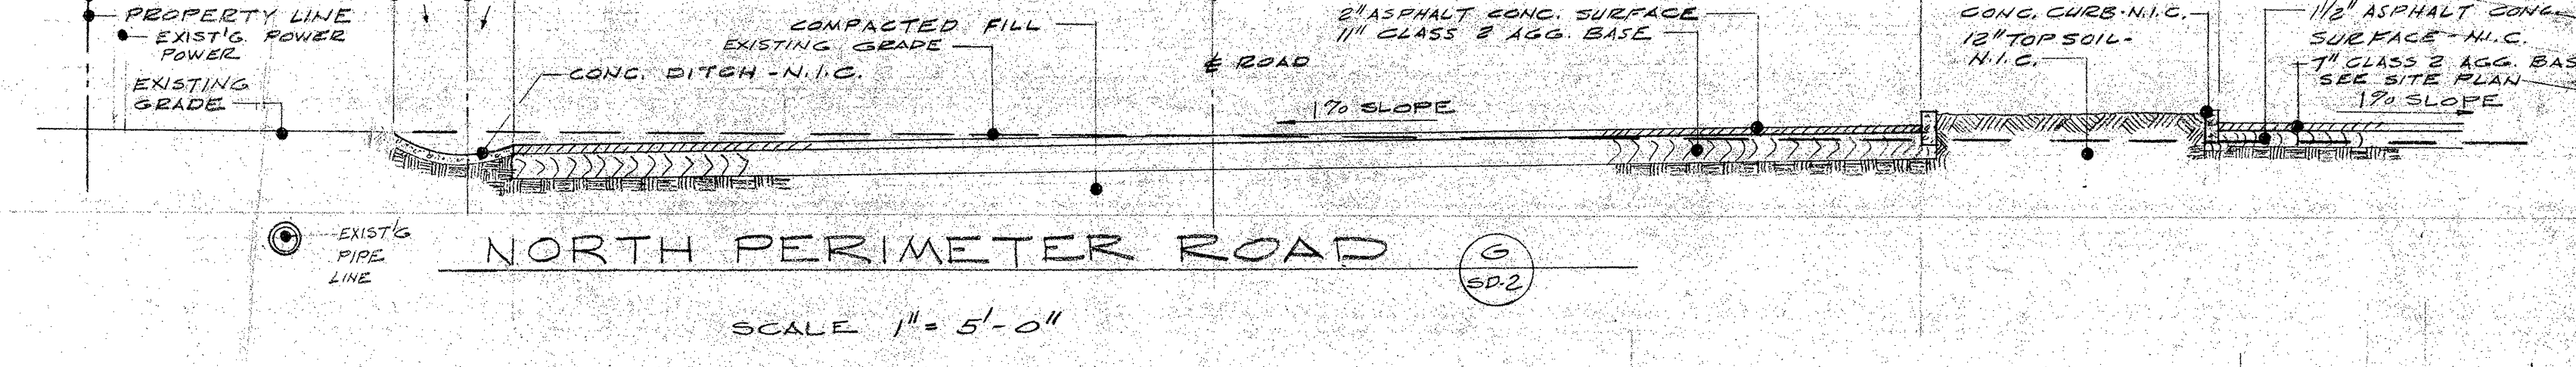 PROPERTY LINE
EXIST'G. POWER
POWER
EXISTING
GRADE
COMPACTED FILL
EXISTING GRADE
CONC. DITCH - N.I.C.
℄ ROAD
2" ASPHALT CONC. SURFACE
11" CLASS 2 AGG. BASE
1% SLOPE
CONC. CURB - N.I.C.
12" TOP SOIL -
N.I.C.
1 1/2" ASPHALT CONC.
SURFACE - N.I.C.
7" CLASS 2 AGG. BAS
SEE SITE PLAN
1% SLOPE
EXIST'G
PIPE
LINE
NORTH PERIMETER ROAD
G
SD-2
SCALE 1" = 5'-0"